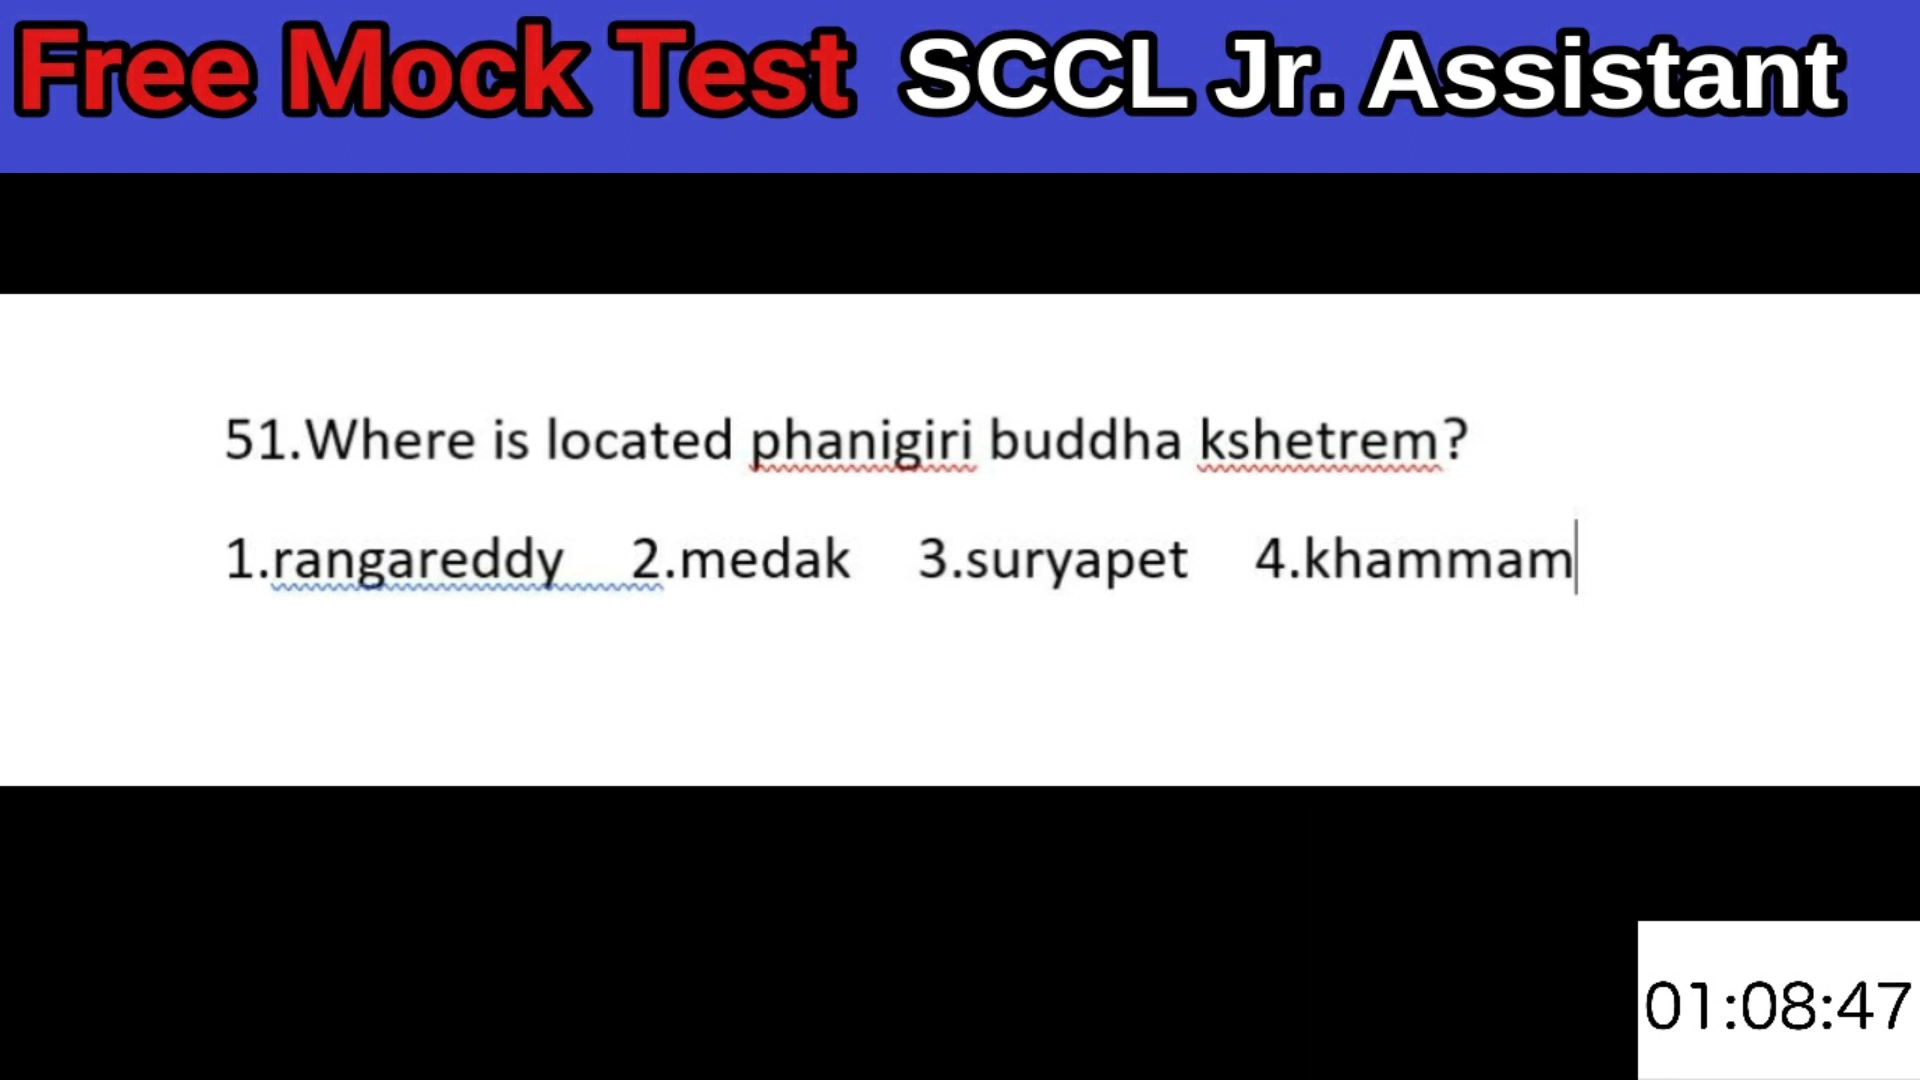 Free Mock Test SCCL Jr. Assistant
51.Where is located phanigiri buddha kshetrem?
1.rangareddy 2.medak 3.suryapet 4.khammam
01:08:47